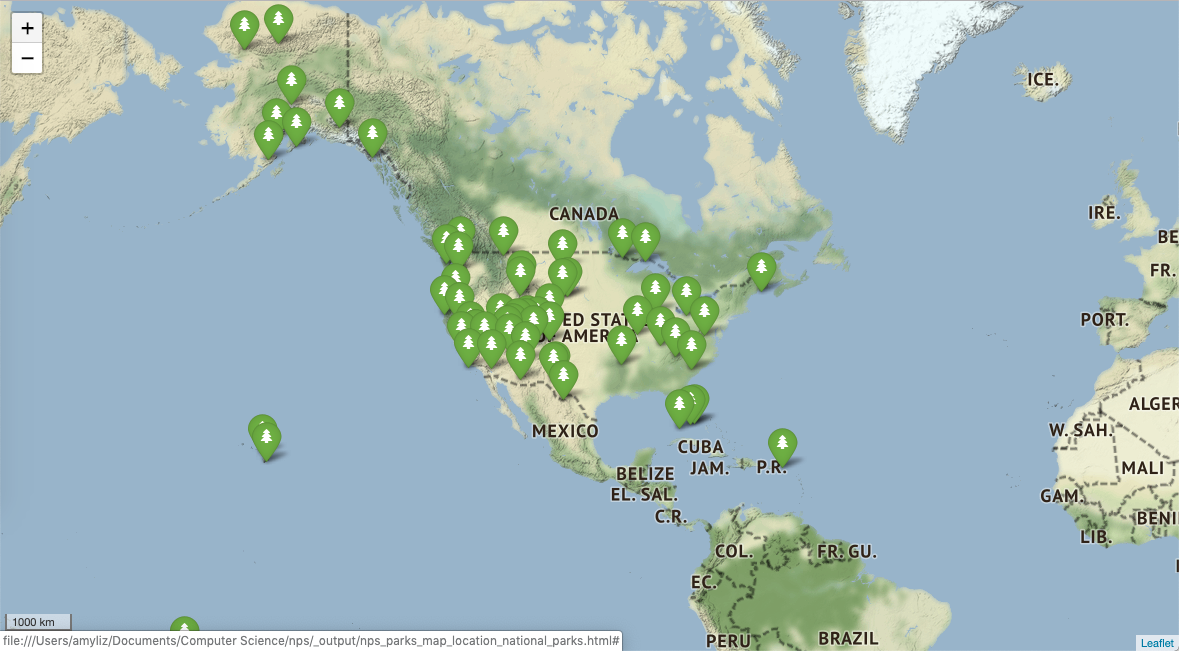 +
−
ICE.
CANADA
IRE.
BE
FR.
PORT.
ED STAT
OF AMERICA
ALGER
W. SAH.
MEXICO
CUBA
JAM.
P.R.
MALI
BELIZE
EL. SAL.
GAM.
C.R.
BENI
LIB.
COL.
FR. GU.
EC.
1000 km
PERU
BRAZIL
file:///Users/amyliz/Documents/Computer Science/nps/_output/nps_parks_map_location_national_parks.html#
Leaflet